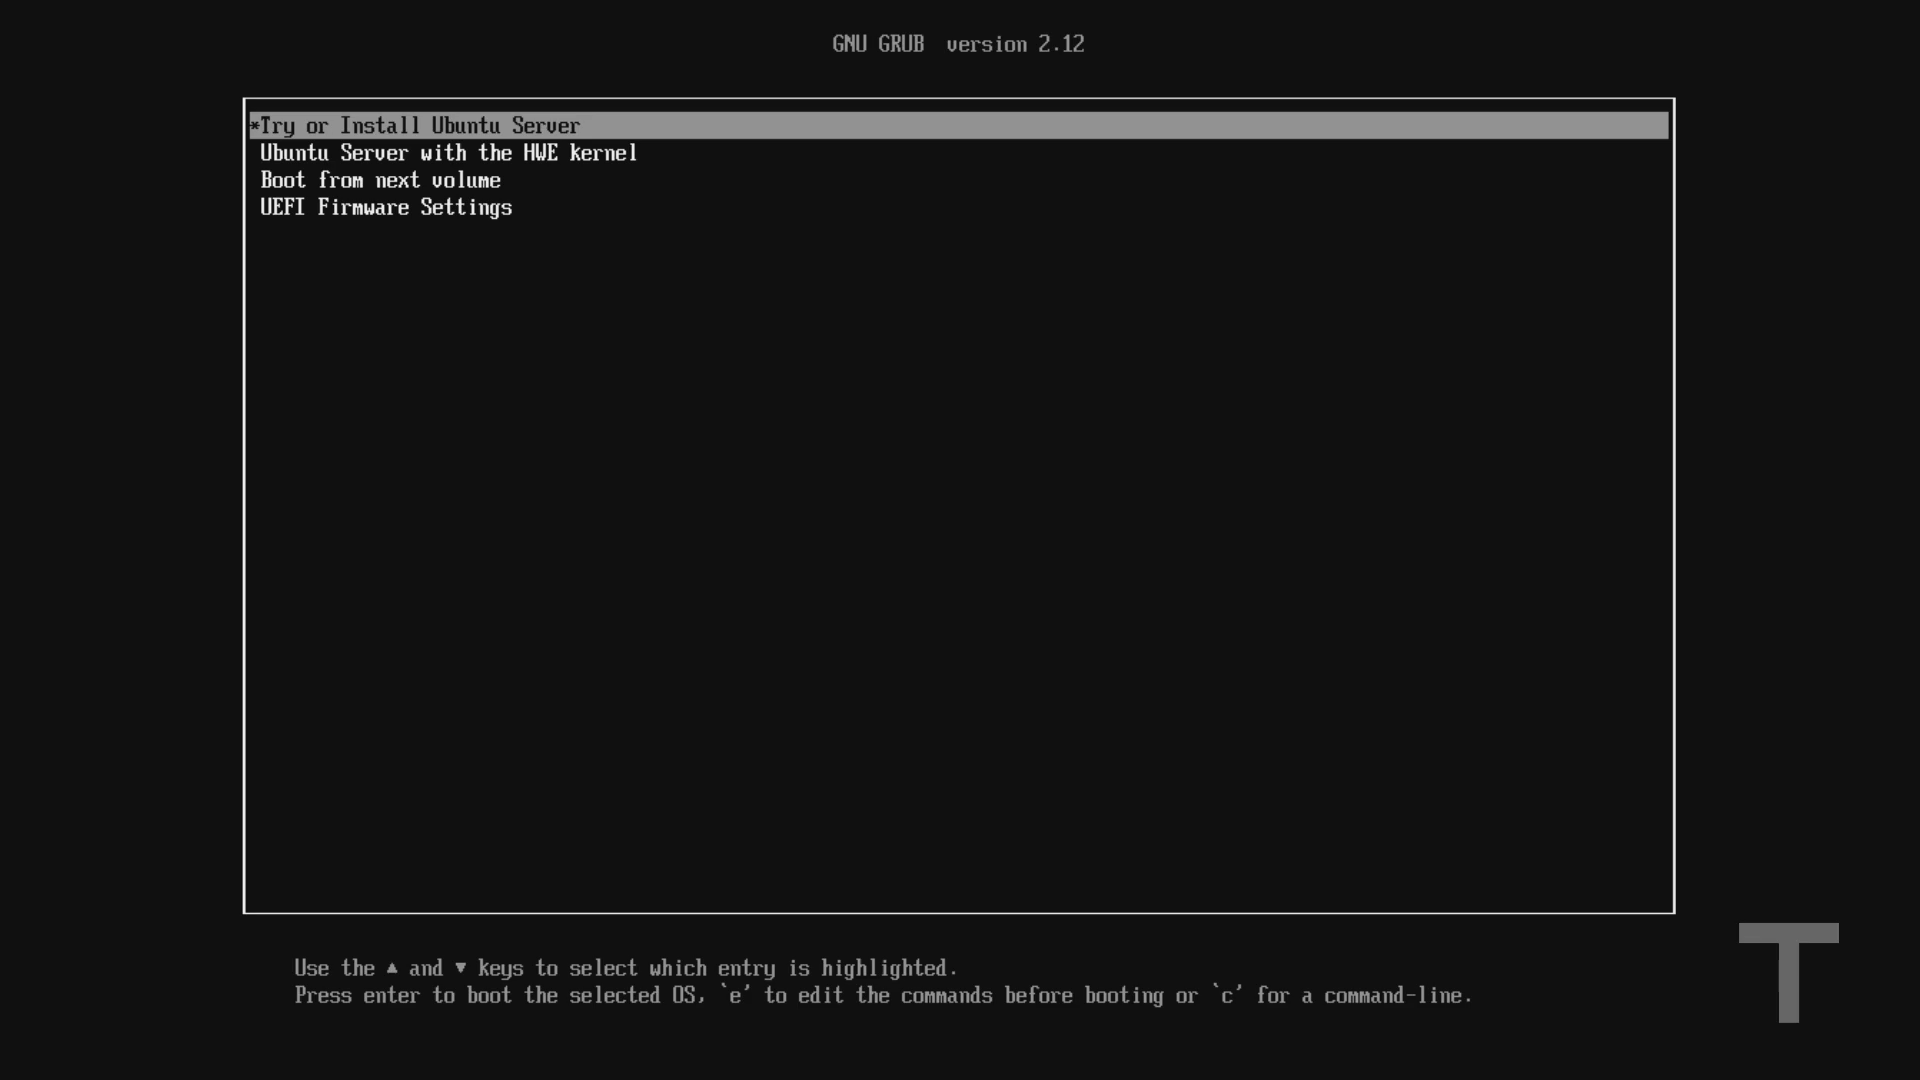 GNU GRUB  version 2.12
*Try or Install Ubuntu Server
Ubuntu Server with the HWE kernel
Boot from next volume
UEFI Firmware Settings
Use the ▲ and ▼ keys to select which entry is highlighted.
Press enter to boot the selected OS, `e' to edit the commands before booting or `c' for a command-line.
T